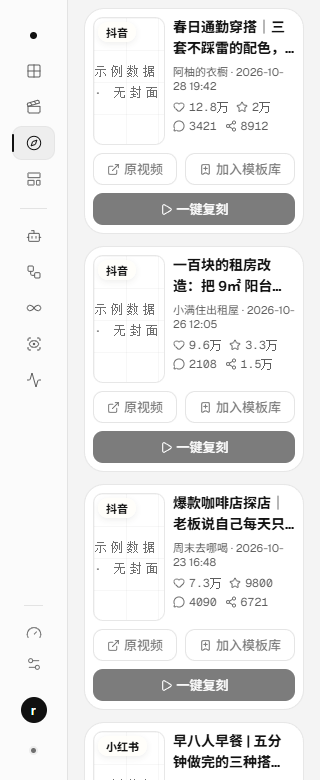 抖音
示例数据
· 无封面
春日通勤穿搭｜三
套不踩雷的配色，…
阿柚的衣橱 · 2026-10-
28 19:42
12.8万 2万
3421 8912
原视频 加入模板库
一键复刻
抖音
示例数据
· 无封面
一百块的租房改
造：把 9㎡ 阳台…
小满住出租屋 · 2026-10-
26 12:05
9.6万 3.3万
2108 1.5万
原视频 加入模板库
一键复刻
抖音
示例数据
· 无封面
爆款咖啡店探店｜
老板说自己每天只…
周末去哪喝 · 2026-10-
23 16:48
7.3万 9800
4090 6721
原视频 加入模板库
一键复刻
小红书
早八人早餐 | 五分
钟做完的三种搭…
r